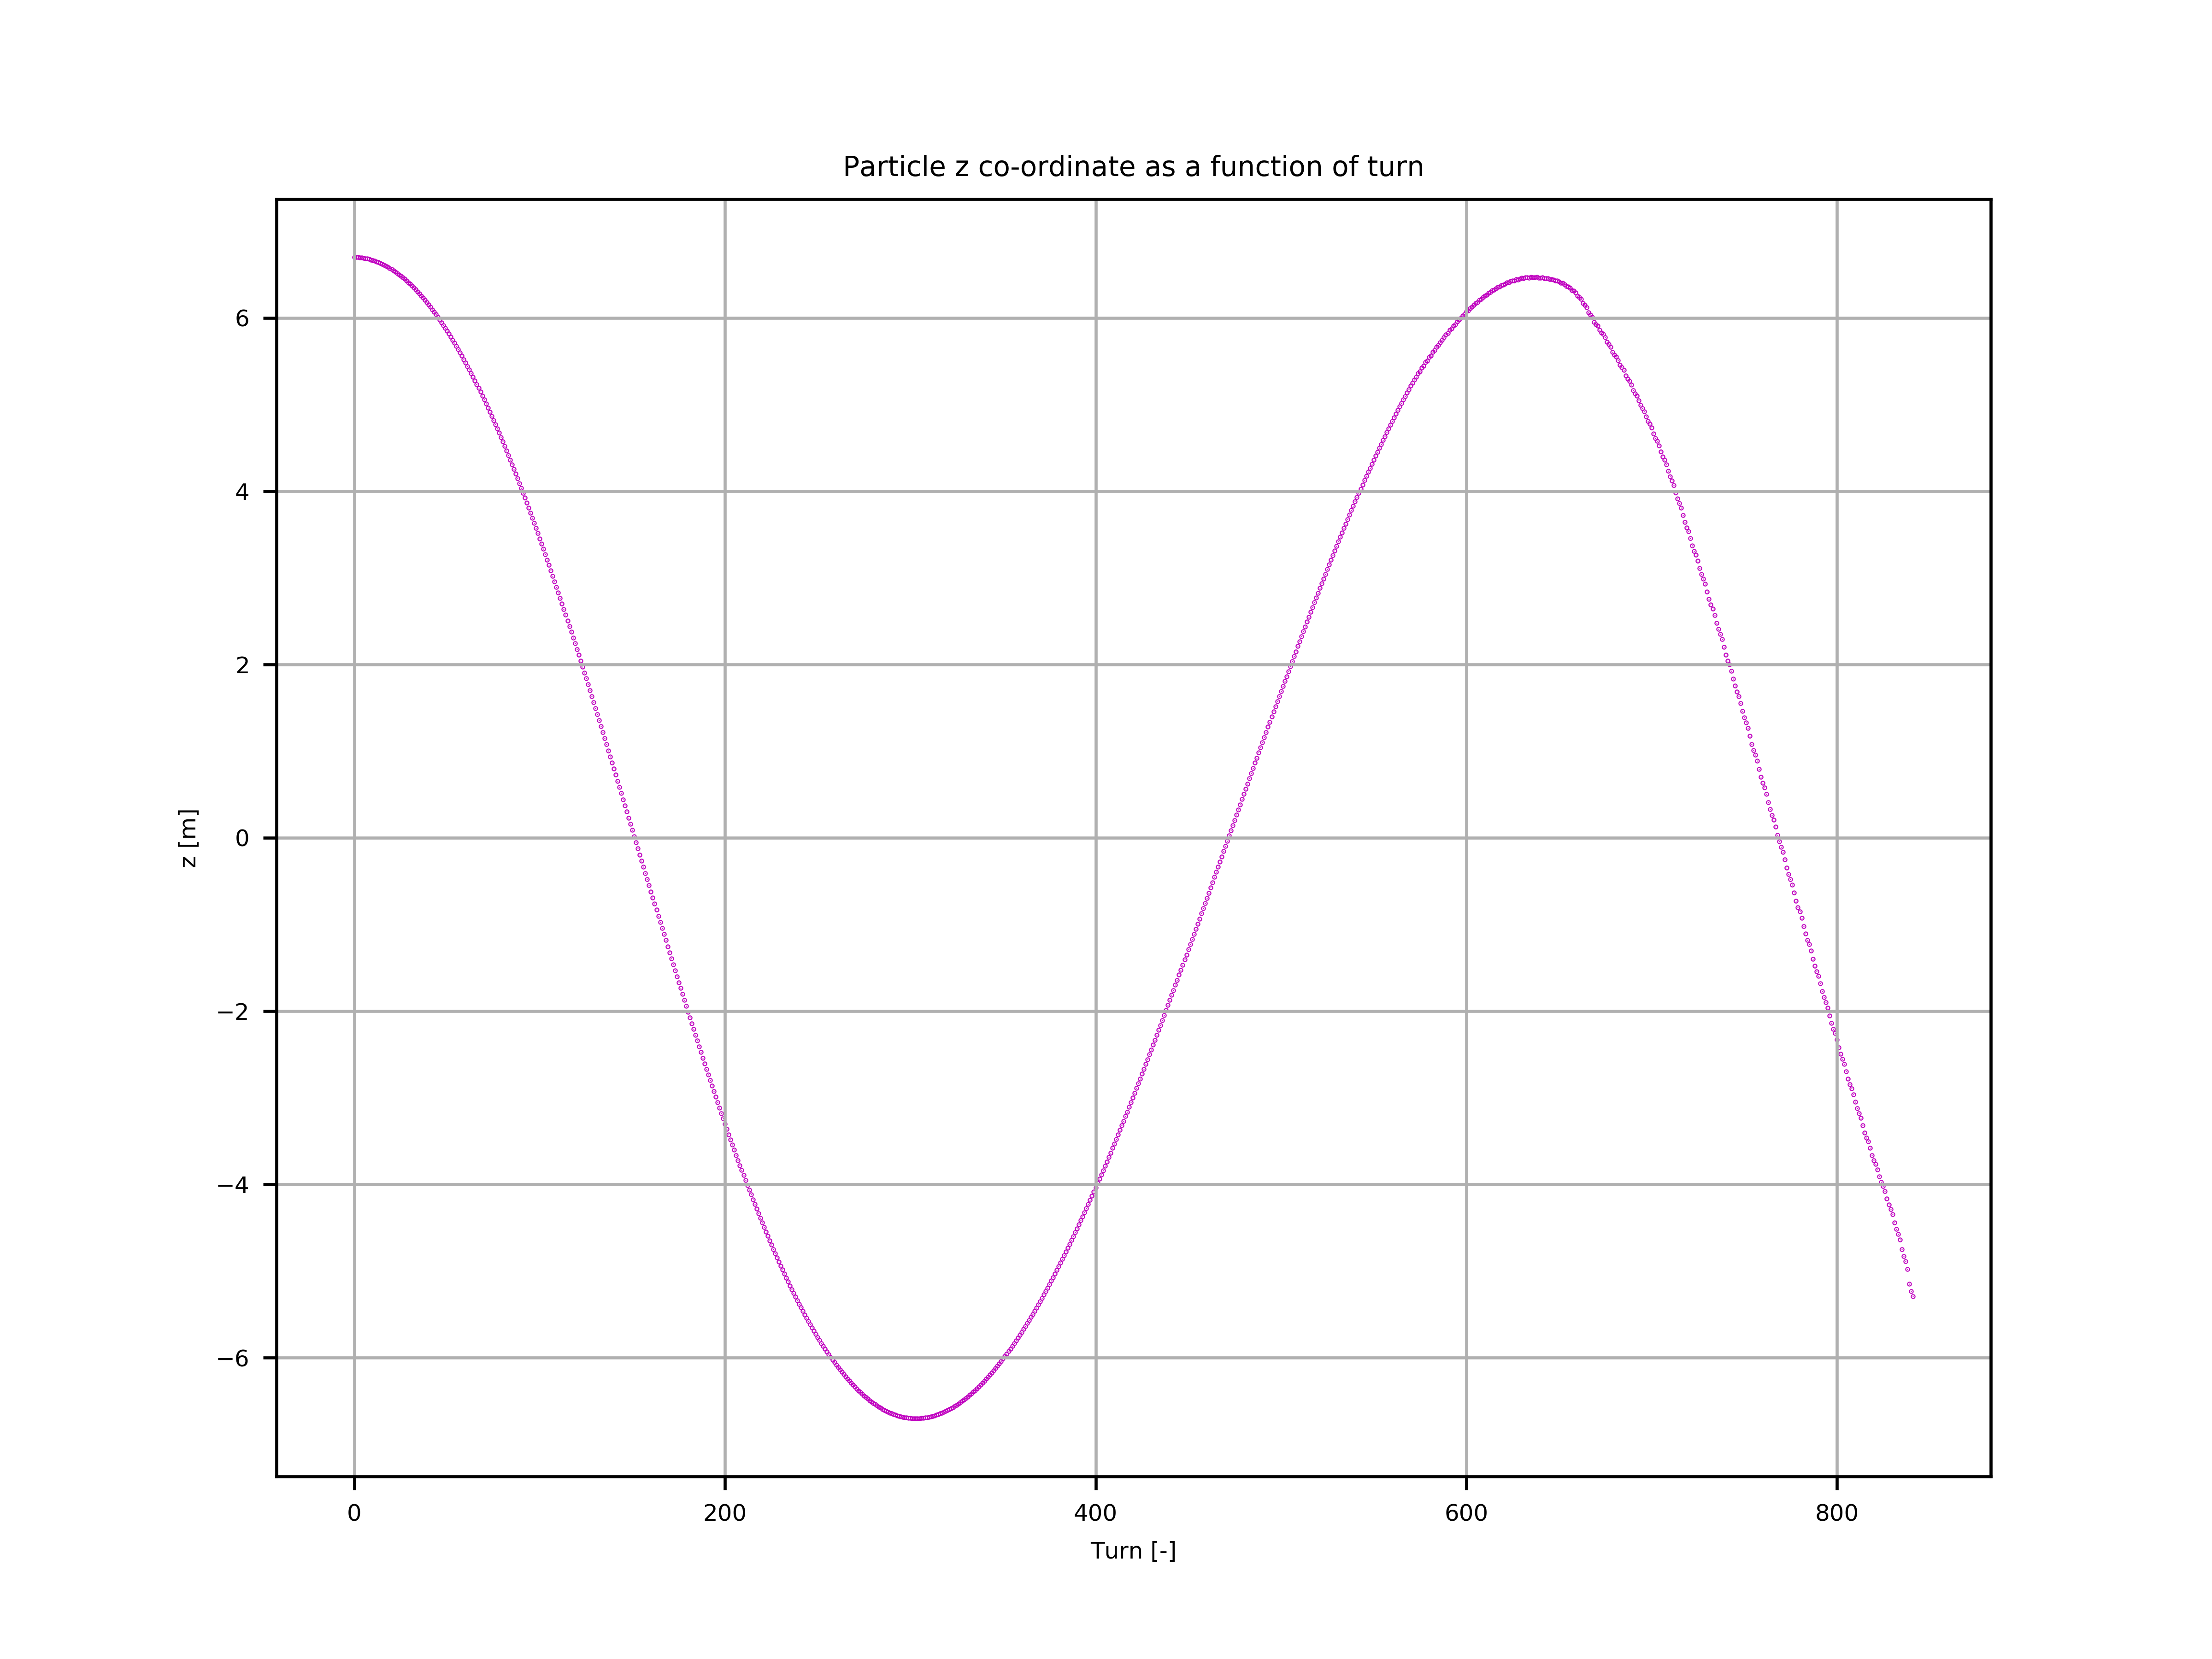 Particle z co-ordinate as a function of turn
6
4
2
0
−2
−4
−6
z [m]
0 200 400 600 800
Turn [-]